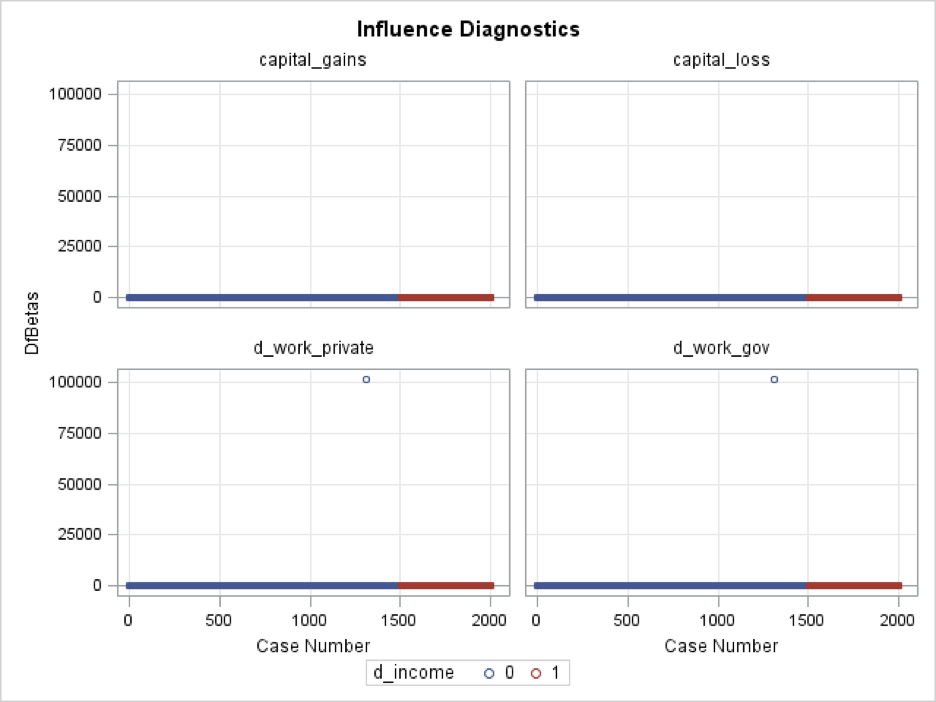 Influence Diagnostics
capital_gains
capital_loss
100000
75000
50000
25000
0
DfBetas
d_work_private
d_work_gov
100000
75000
50000
25000
0
0 500 1000 1500 2000
0 500 1000 1500 2000
Case Number
Case Number
d_income 0 1